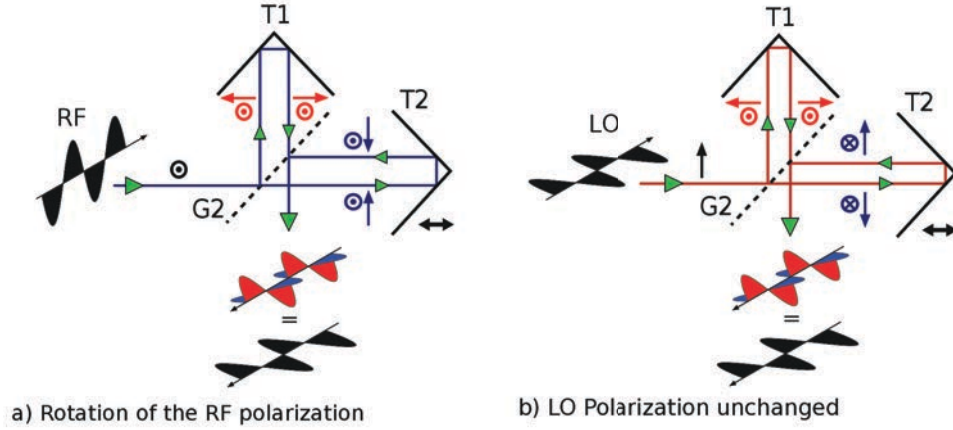 T1
T2
RF
G2
=
a) Rotation of the RF polarization
T1
T2
LO
G2
=
b) LO Polarization unchanged